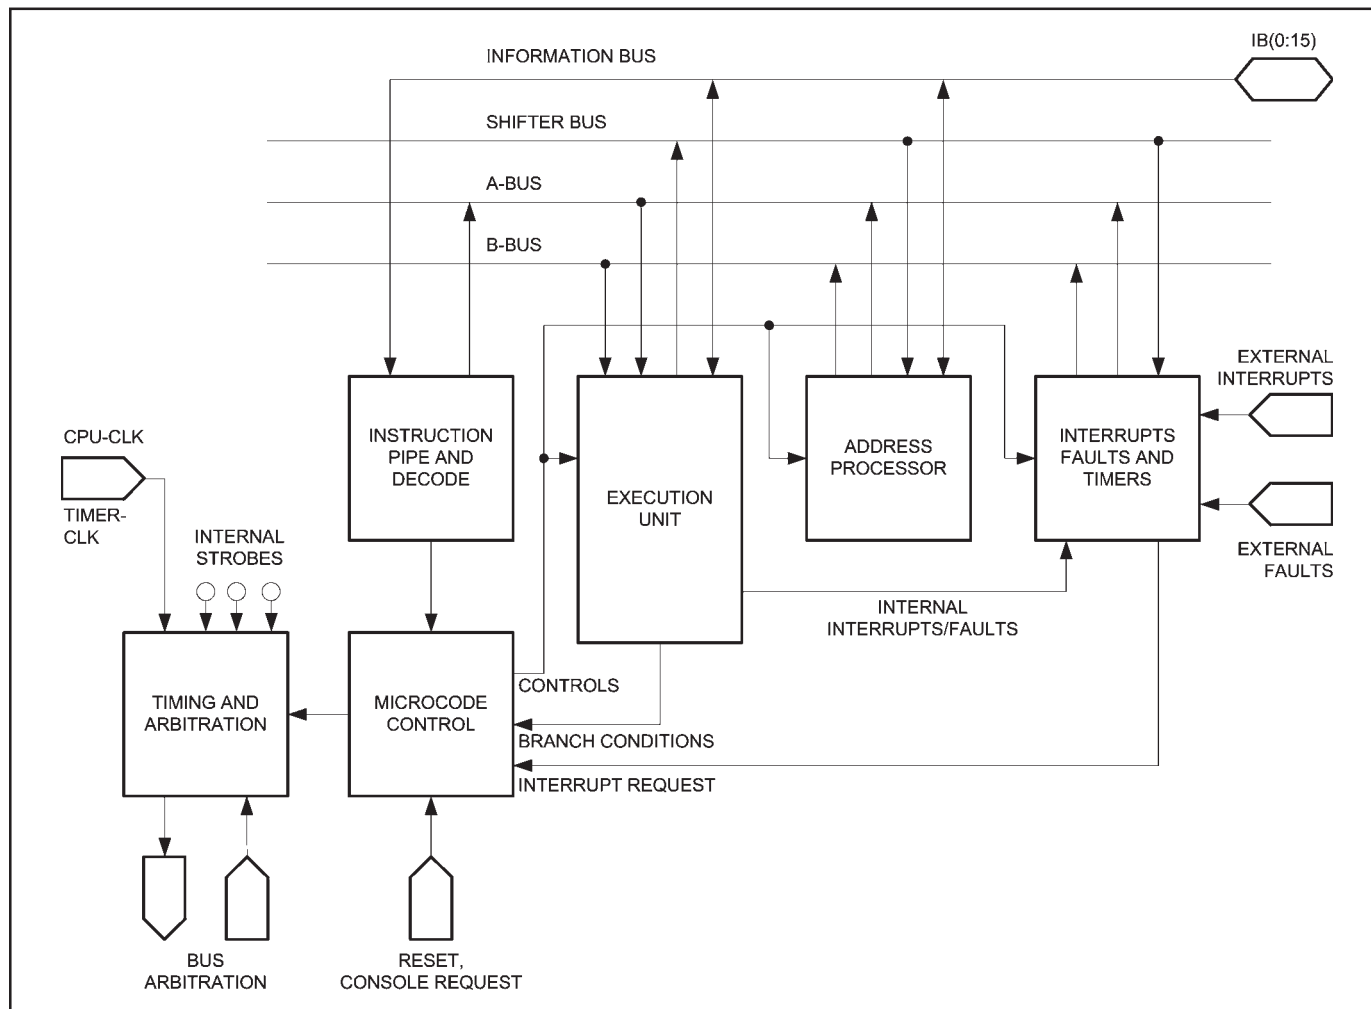 IB(0:15)
INFORMATION BUS
SHIFTER BUS
A-BUS
B-BUS
EXTERNAL
INTERRUPTS
CPU-CLK
TIMER-
CLK
INTERNAL
STROBES
INSTRUCTION
PIPE AND
DECODE
EXECUTION
UNIT
ADDRESS
PROCESSOR
INTERRUPTS
FAULTS AND
TIMERS
EXTERNAL
FAULTS
INTERNAL
INTERRUPTS/FAULTS
TIMING AND
ARBITRATION
MICROCODE
CONTROL
CONTROLS
BRANCH CONDITIONS
INTERRUPT REQUEST
BUS
ARBITRATION
RESET,
CONSOLE REQUEST